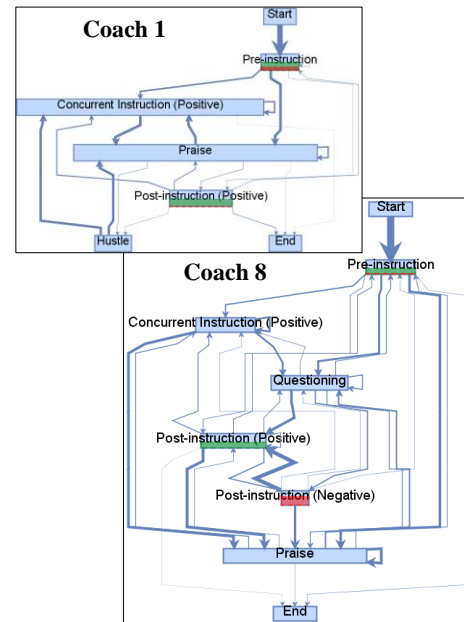 Coach 1
Start
Pre-instruction
Concurrent Instruction (Positive)
Praise
Post-instruction (Positive)
Hustle
End
Coach 8
Start
Pre-instruction
Concurrent Instruction (Positive)
Questioning
Post-instruction (Positive)
Post-instruction (Negative)
Praise
End